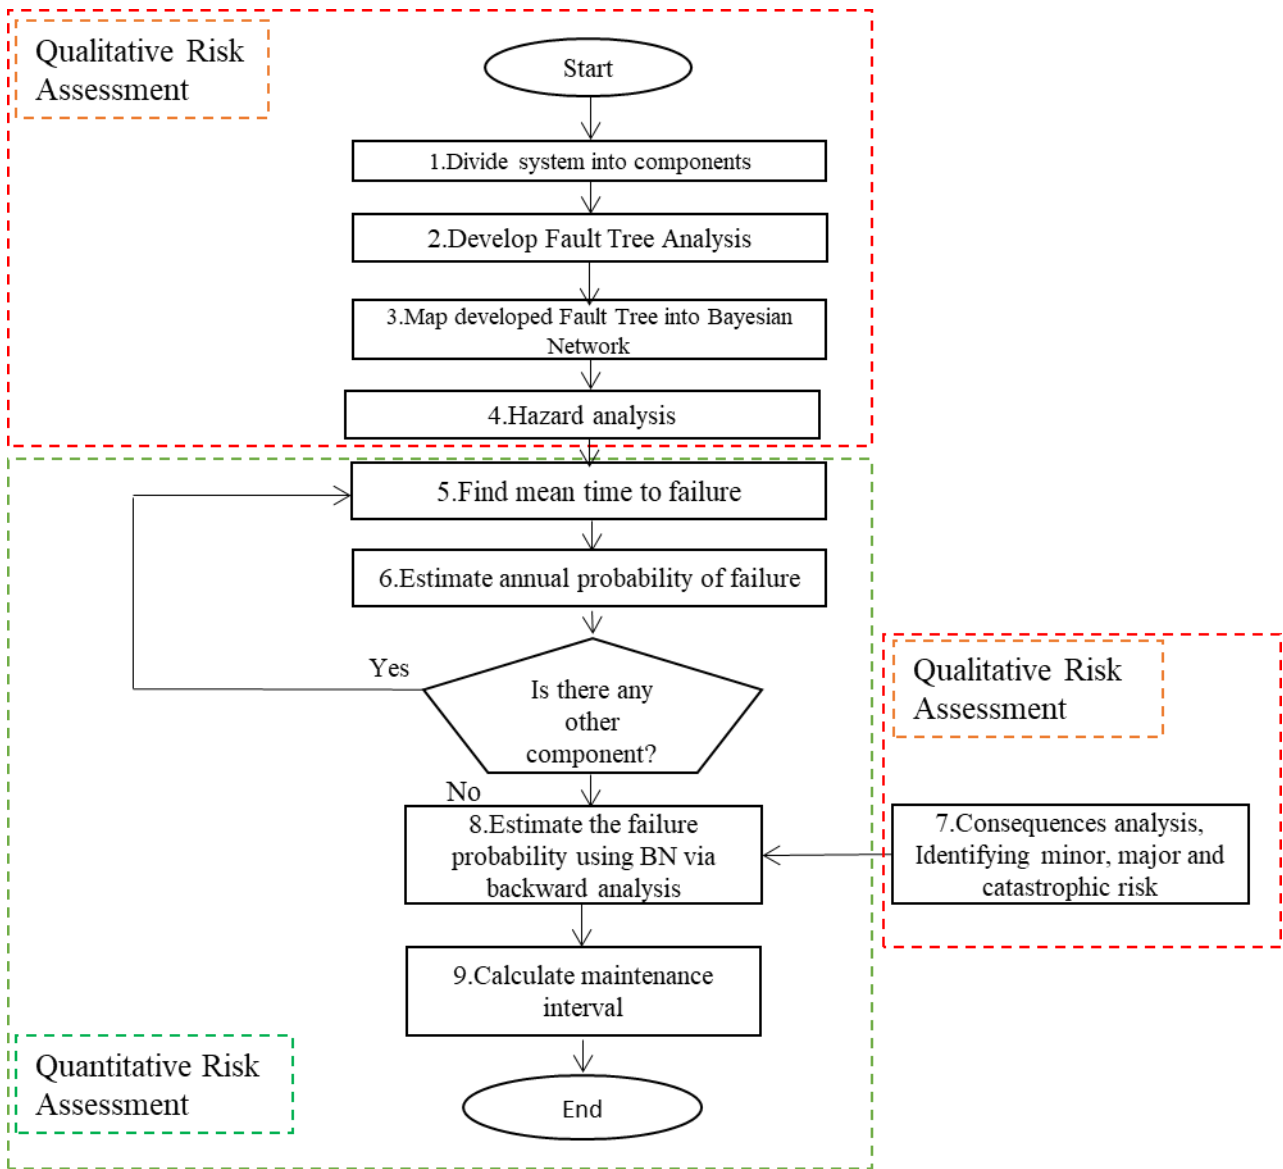 Qualitative Risk
Assessment
Start
1.Divide system into components
2.Develop Fault Tree Analysis
3.Map developed Fault Tree into Bayesian
Network
4.Hazard analysis
5.Find mean time to failure
6.Estimate annual probability of failure
Yes
Is there any
other
component?
No
Qualitative Risk
Assessment
7.Consequences analysis,
Identifying minor, major and
catastrophic risk
8.Estimate the failure
probability using BN via
backward analysis
9.Calculate maintenance
interval
Quantitative Risk
Assessment
End